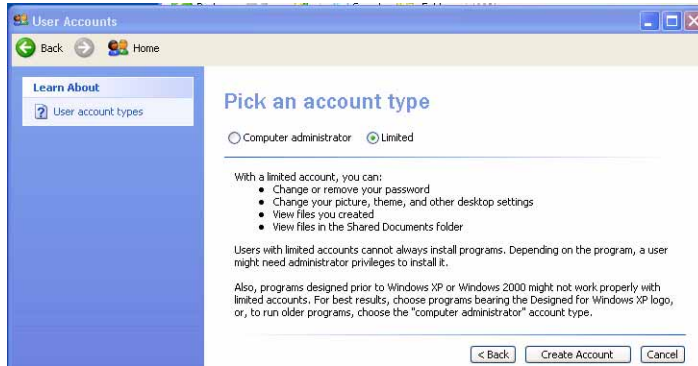 User Accounts
Back Home
Learn About
User account types
Pick an account type
Computer administrator Limited
With a limited account, you can:
Change or remove your password
Change your picture, theme, and other desktop settings
View files you created
View files in the Shared Documents folder
Users with limited accounts cannot always install programs. Depending on the program, a user
might need administrator privileges to install it.
Also, programs designed prior to Windows XP or Windows 2000 might not work properly with
limited accounts. For best results, choose programs bearing the Designed for Windows XP logo,
or, to run older programs, choose the "computer administrator" account type.
< Back Create Account Cancel